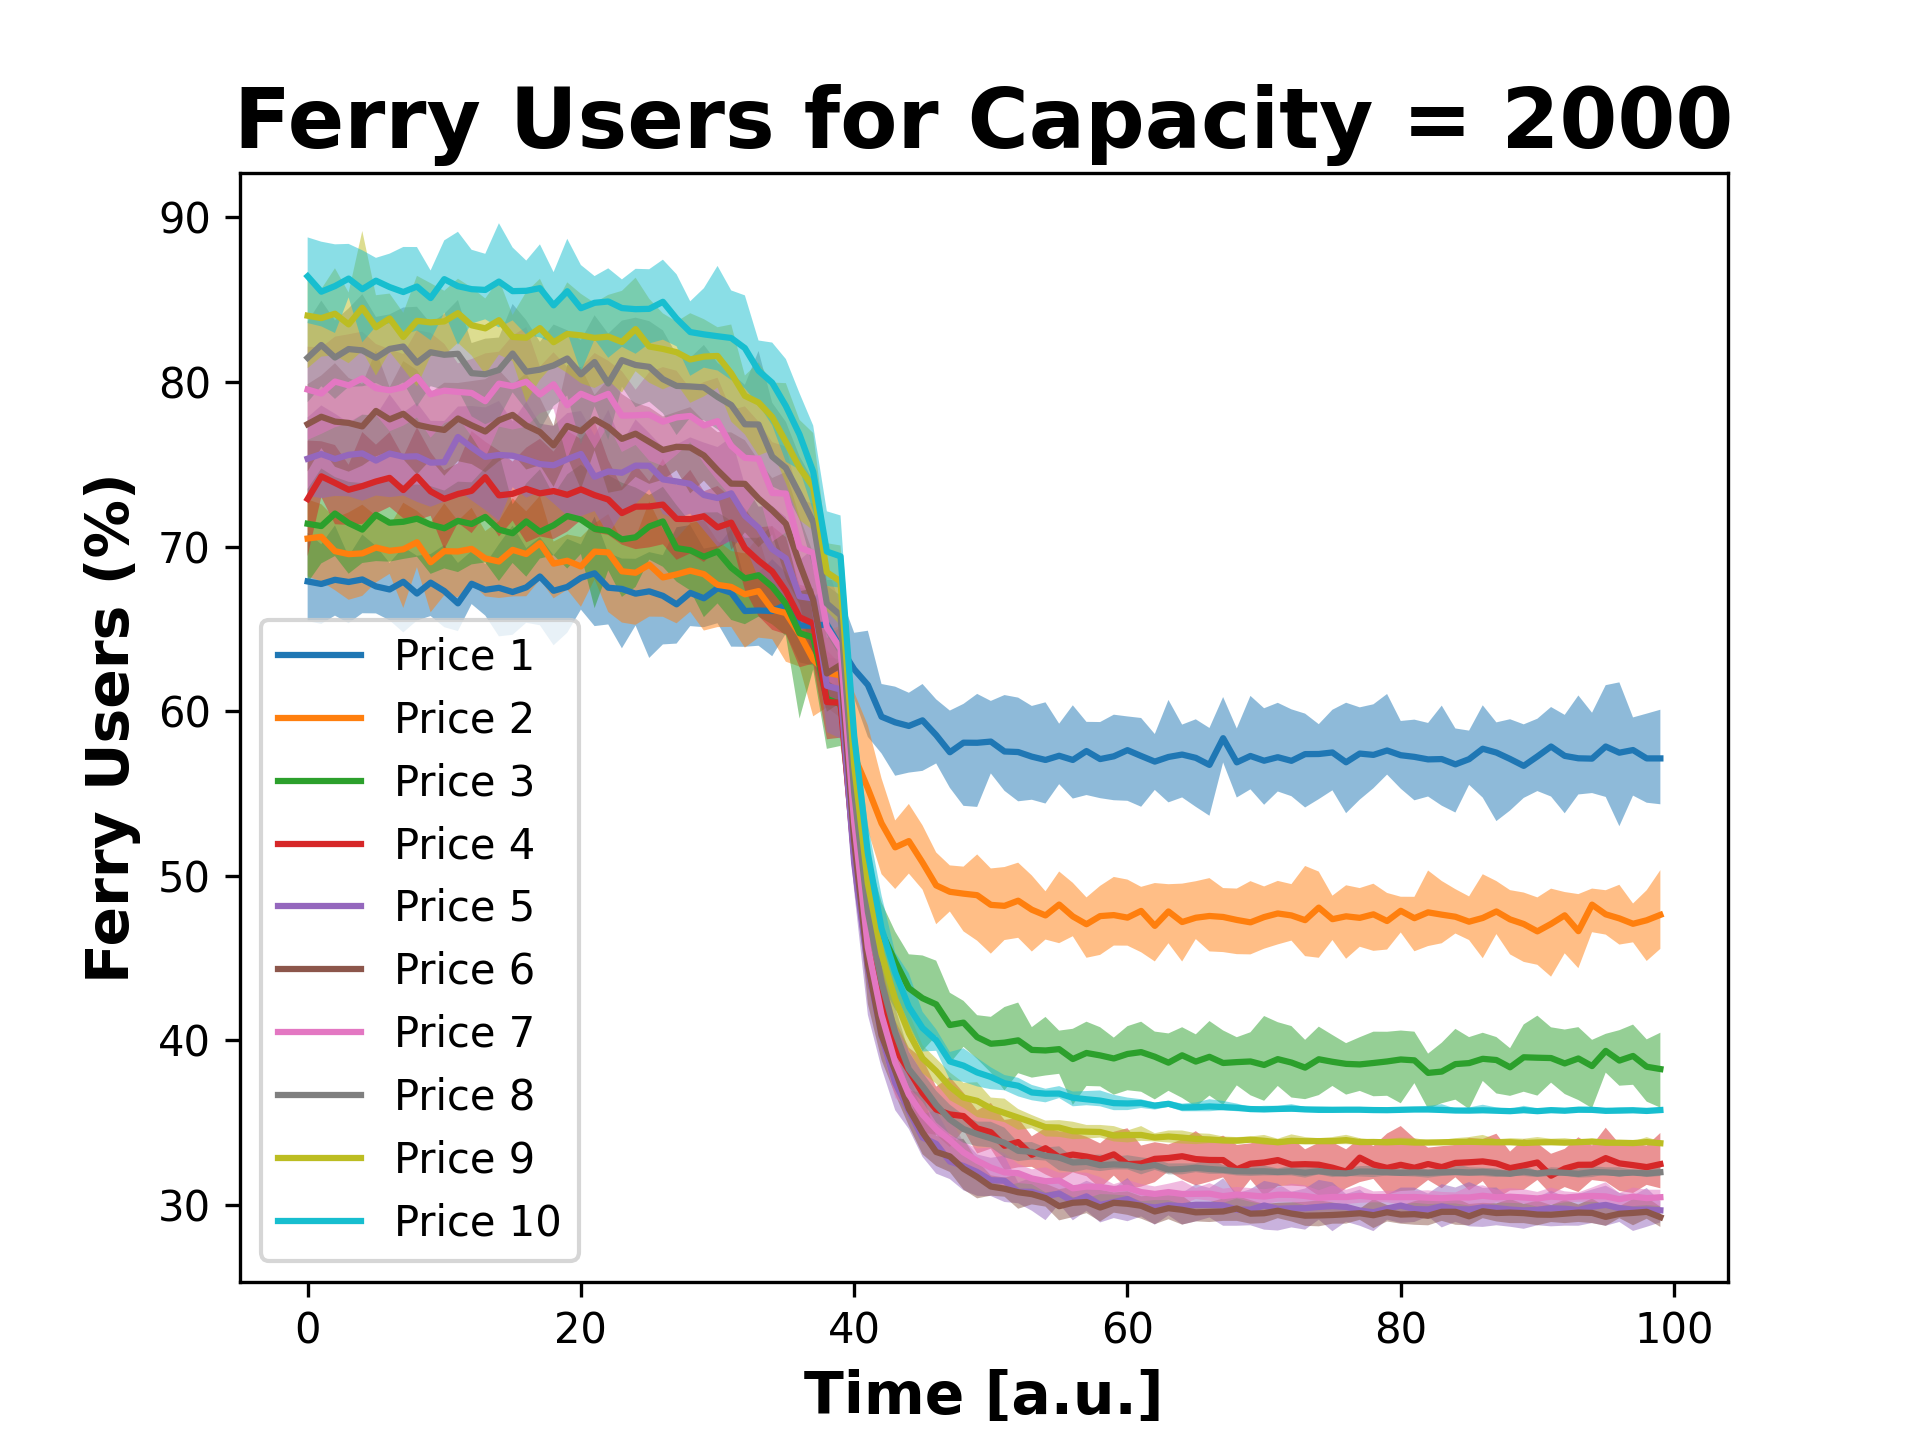 Ferry Users for Capacity = 2000
Ferry Users (%)
90
80
70
60
50
40
30
Price 1
Price 2
Price 3
Price 4
Price 5
Price 6
Price 7
Price 8
Price 9
Price 10
0 20 40 60 80 100
Time [a.u.]